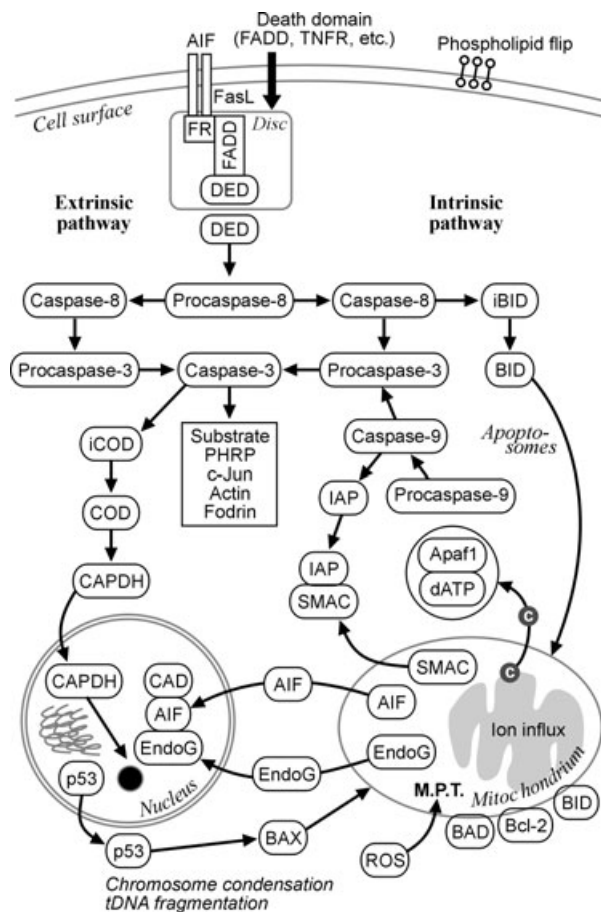 Death domain
AIF
(FADD, TNFR, etc.)
Phospholipid flip
FasL
Cell surface
FR
FADD
Disc
DED
Extrinsic
pathway
Intrinsic
pathway
DED
Caspase-8
Procaspase-8
Caspase-8
iBID
Procaspase-3
Caspase-3
Procaspase-3
BID
iCOD
Substrate
PHRP
c-Jun
Actin
Fodrin
Caspase-9
Apopto-
somes
IAP
Procaspase-9
COD
IAP
SMAC
Apaf1
dATP
CAPDH
C
SMAC
C
CAPDH
CAD
AIF
EndoG
AIF
AIF
Ion influx
EndoG
EndoG
p53
Nucleus
M.P.T.
Mitochondrium
BID
Bcl-2
BAD
p53
BAX
ROS
Chromosome condensation
tDNA fragmentation